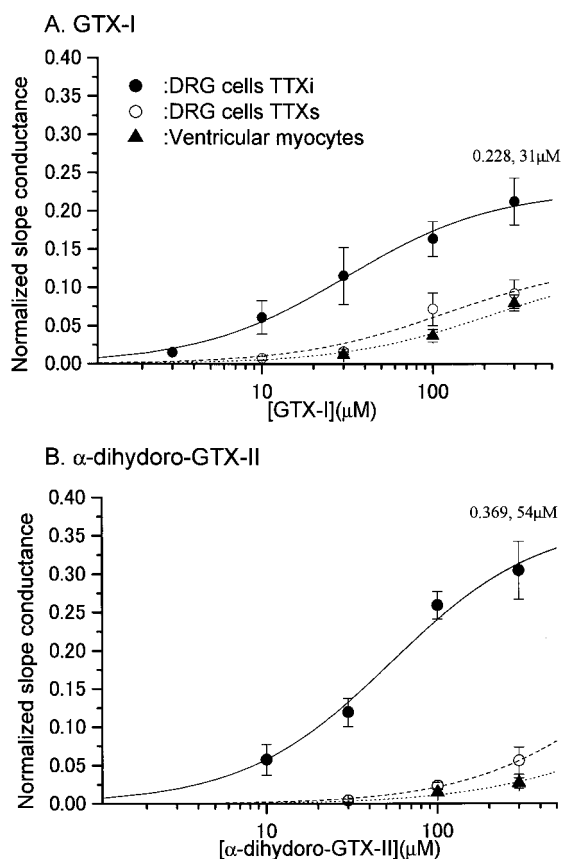 A. GTX-I
Normalized slope conductance
0.40
0.35
0.30
0.25
0.20
0.15
0.10
0.05
0.00
:DRG cells TTXi
:DRG cells TTXs
:Ventricular myocytes
0.228, 31μM
10
100
[GTX-I](μM)
B. α-dihydoro-GTX-II
Normalized slope conductance
0.40
0.35
0.30
0.25
0.20
0.15
0.10
0.05
0.00
0.369, 54μM
10
100
[α-dihydoro-GTX-II](μM)